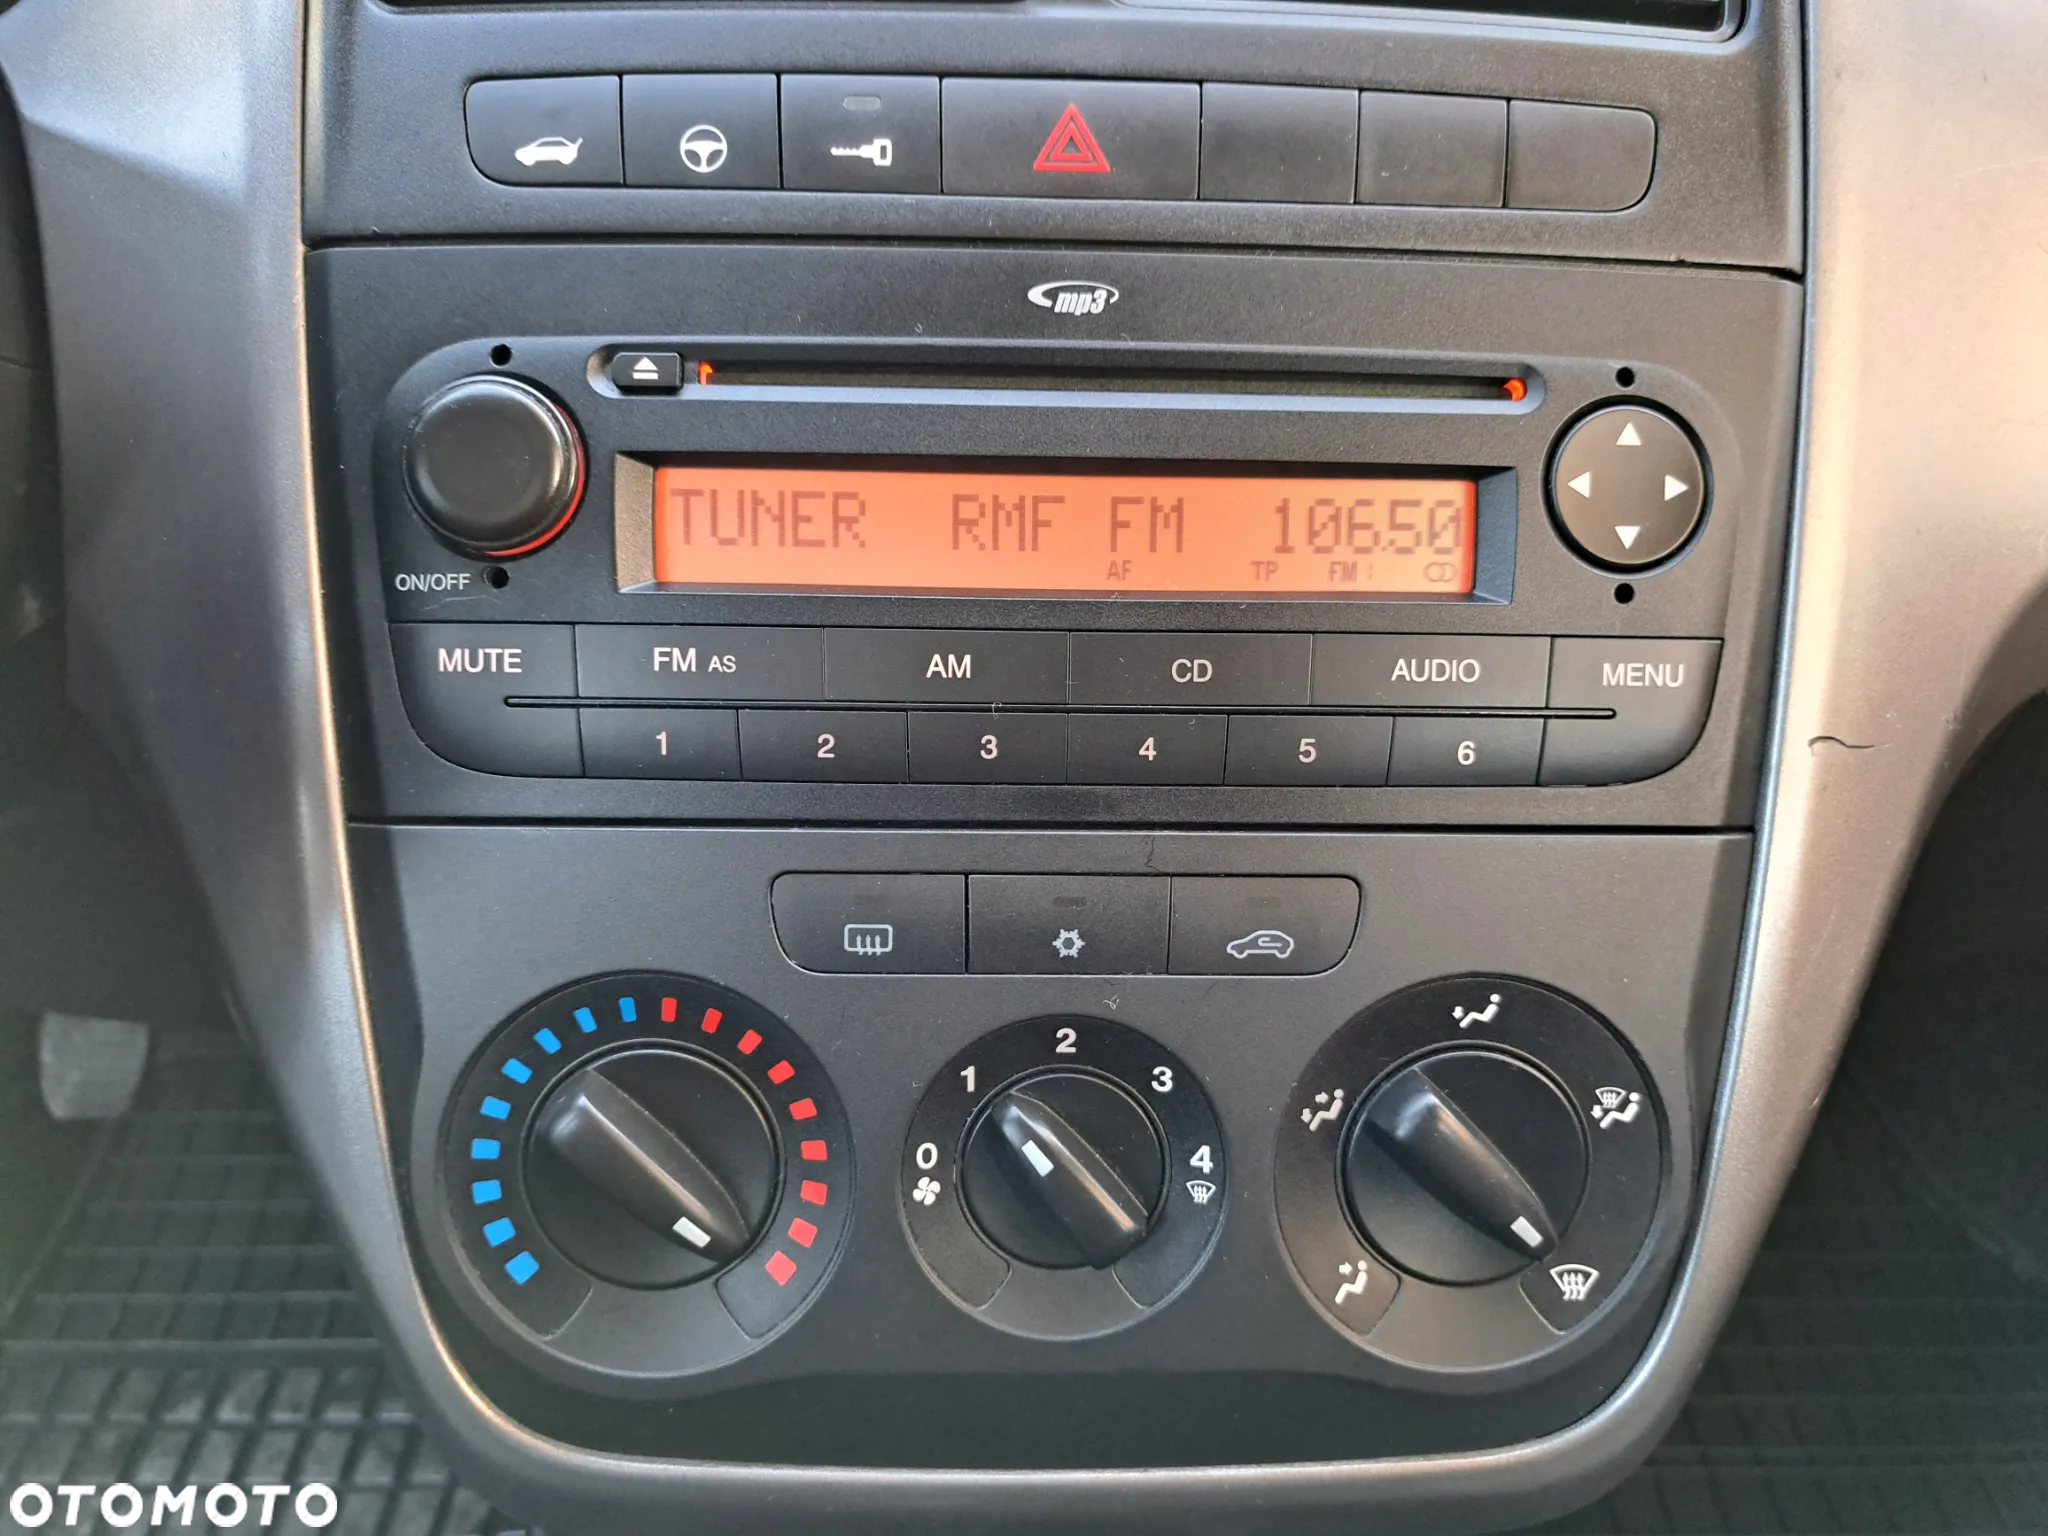 mp3
TUNER RMF FM 106.50
AF TP FM
ON/OFF
MUTE FM AS AM CD AUDIO MENU
1 2 3 4 5 6
0 1 2 3 4
OTOMOTO